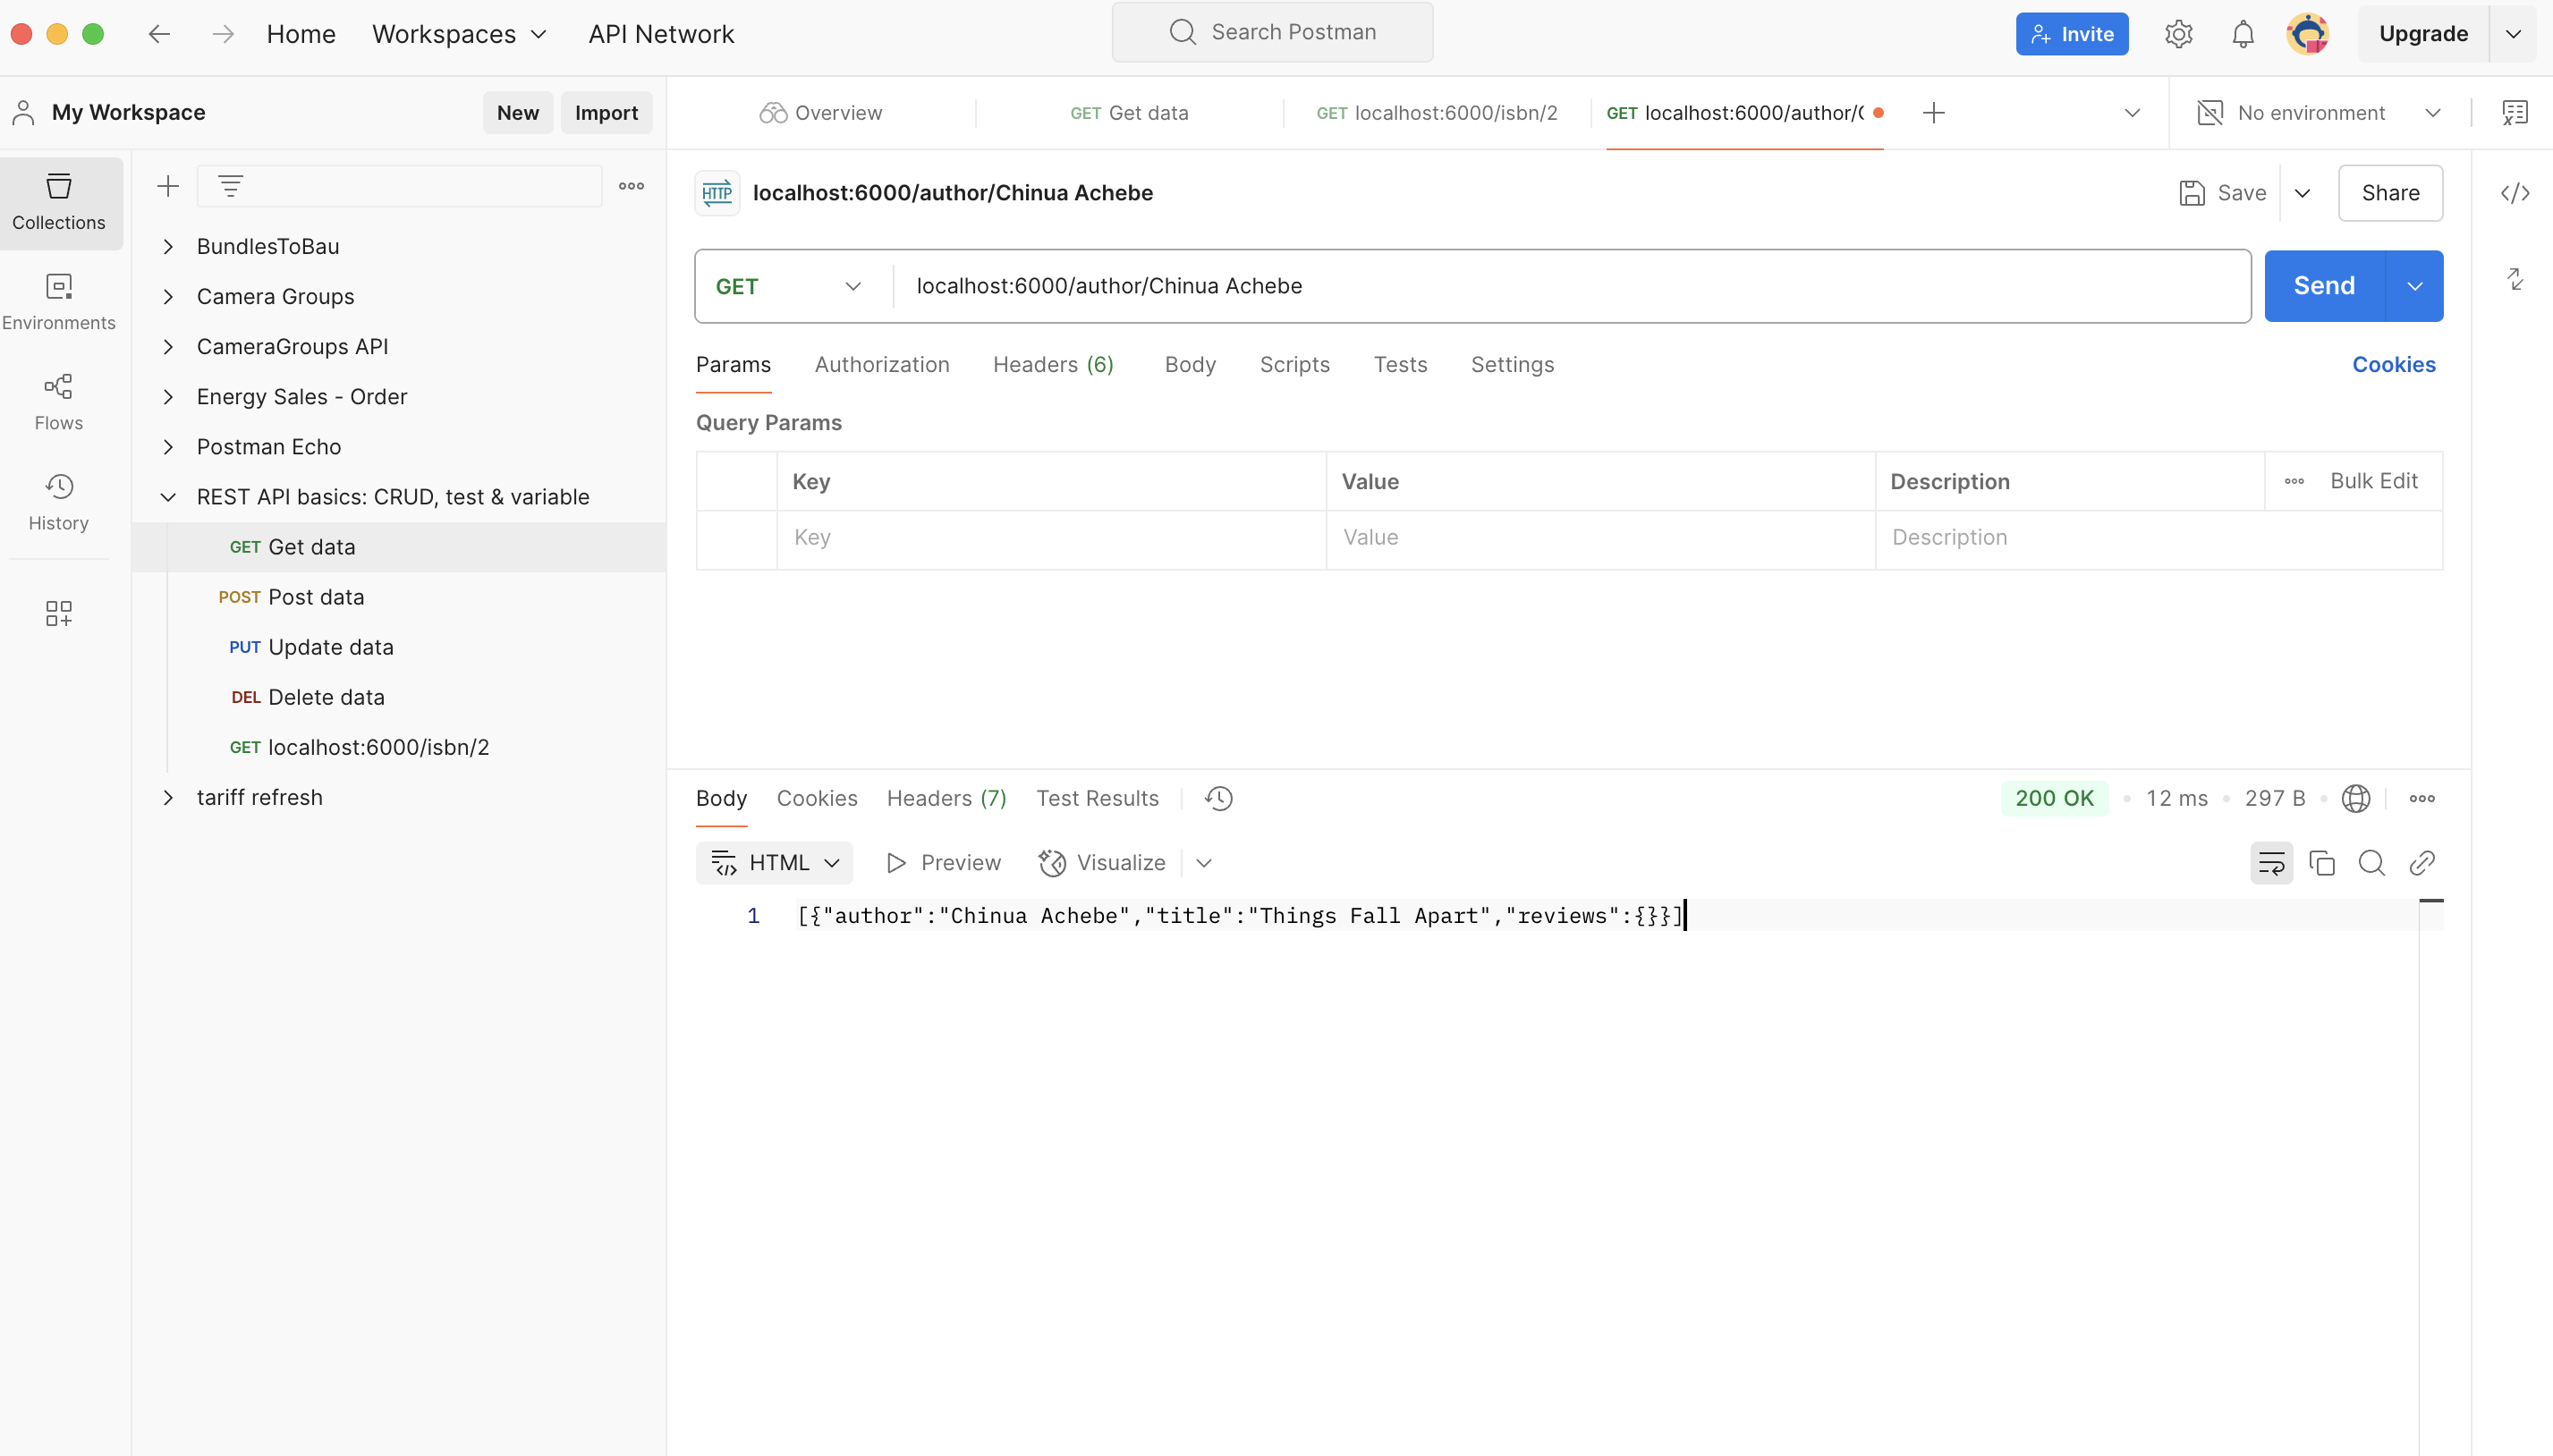 Home Workspaces API Network Search Postman Invite Upgrade
My Workspace New Import
Overview GET Get data GET localhost:6000/isbn/2 GET localhost:6000/author/ No environment
Collections
Environments
Flows
History
BundlesToBau
Camera Groups
CameraGroups API
Energy Sales - Order
Postman Echo
REST API basics: CRUD, test & variable
GET Get data
POST Post data
PUT Update data
DEL Delete data
GET localhost:6000/isbn/2
tariff refresh
HTTP localhost:6000/author/Chinua Achebe Save Share
GET localhost:6000/author/Chinua Achebe Send
Params Authorization Headers (6) Body Scripts Tests Settings Cookies
Query Params
Key Value Description Bulk Edit
Key Value Description
Body Cookies Headers (7) Test Results 200 OK 12 ms 297 B
HTML Preview Visualize
1 [{"author":"Chinua Achebe","title":"Things Fall Apart","reviews":{}}]